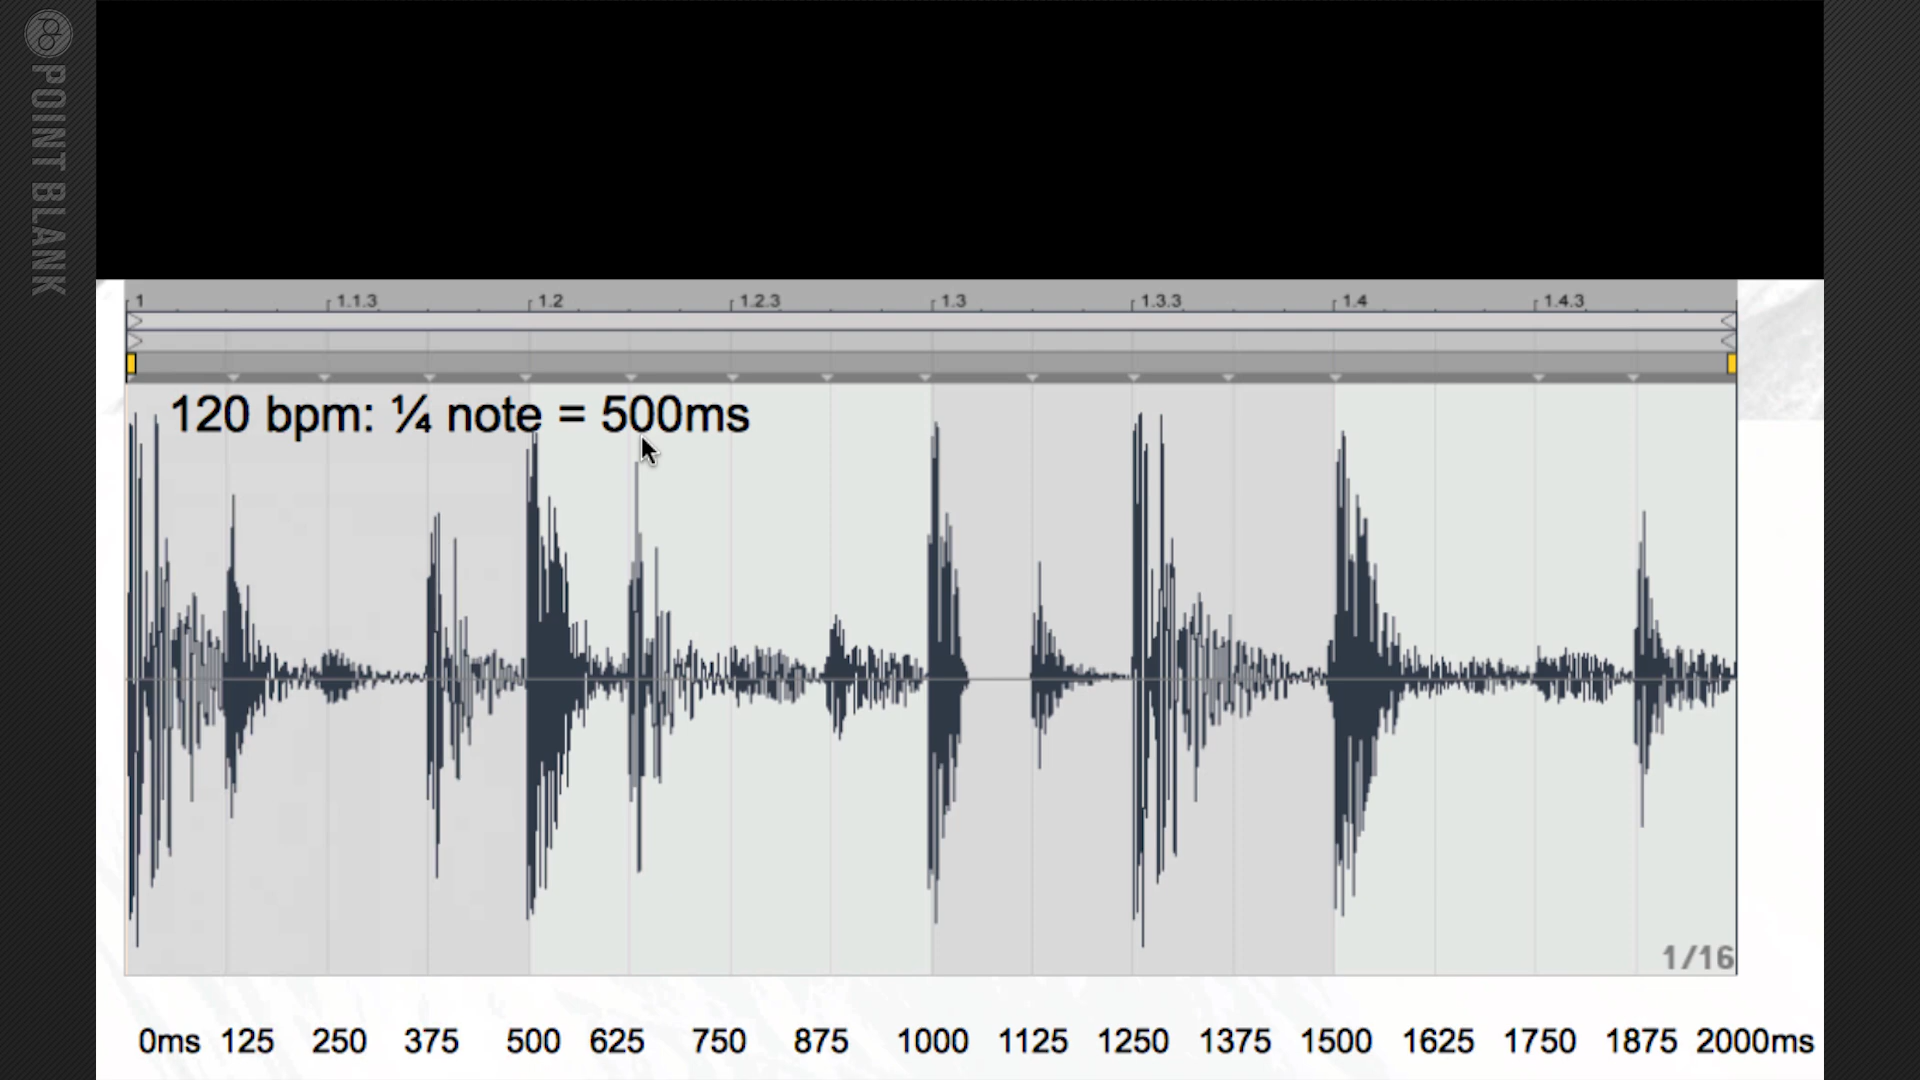 POINT BLANK
1 1.1.3 1.2 1.2.3 1.3 1.3.3 1.4 1.4.3
120 bpm: ¼ note = 500ms
1/16
0ms 125 250 375 500 625 750 875 1000 1125 1250 1375 1500 1625 1750 1875 2000ms